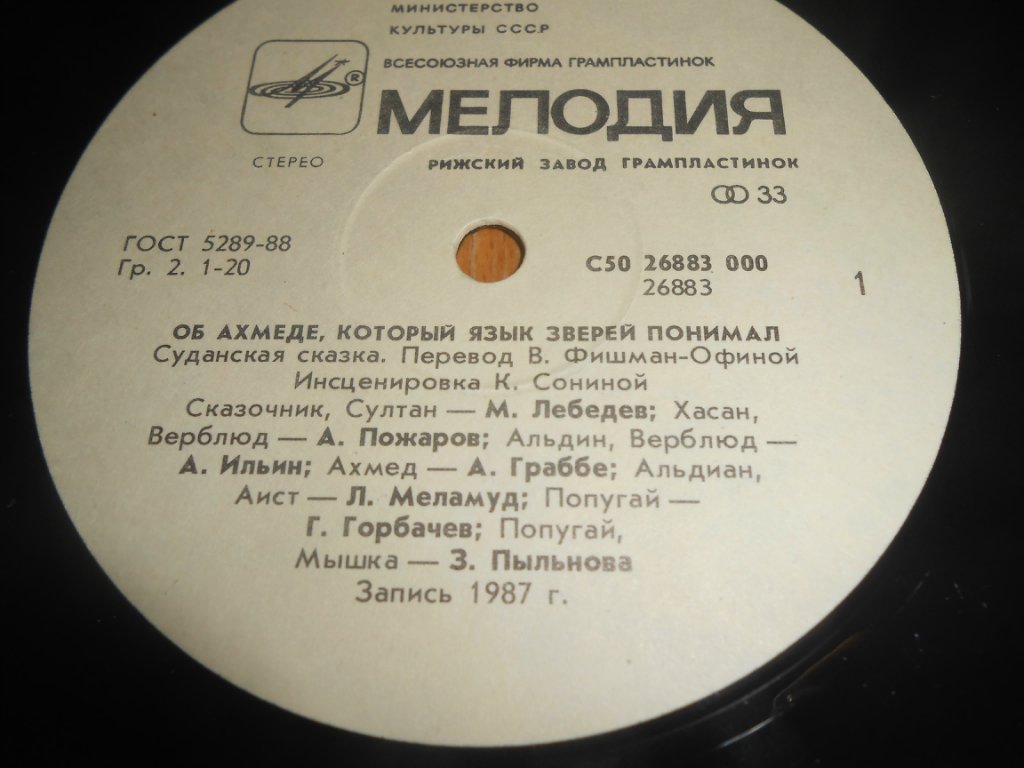 МИНИСТЕРСТВО
КУЛЬТУРЫ СССР
ВСЕСОЮЗНАЯ ФИРМА ГРАМПЛАСТИНОК
®
МЕЛОДИЯ
СТЕРЕО
РИЖСКИЙ ЗАВОД ГРАМПЛАСТИНОК
33
ГОСТ 5289-88
Гр. 2. 1-20
С50 26883 000
26883
1
ОБ АХМЕДЕ, КОТОРЫЙ ЯЗЫК ЗВЕРЕЙ ПОНИМАЛ
Суданская сказка. Перевод В. Фишман-Офиной
Инсценировка К. Сониной
Сказочник, Султан — М. Лебедев; Хасан,
Верблюд — А. Пожаров; Альдин, Верблюд —
А. Ильин; Ахмед — А. Граббе; Альдиан,
Аист — Л. Меламуд; Попугай —
Г. Горбачев; Попугай,
Мышка — З. Пыльнова
Запись 1987 г.